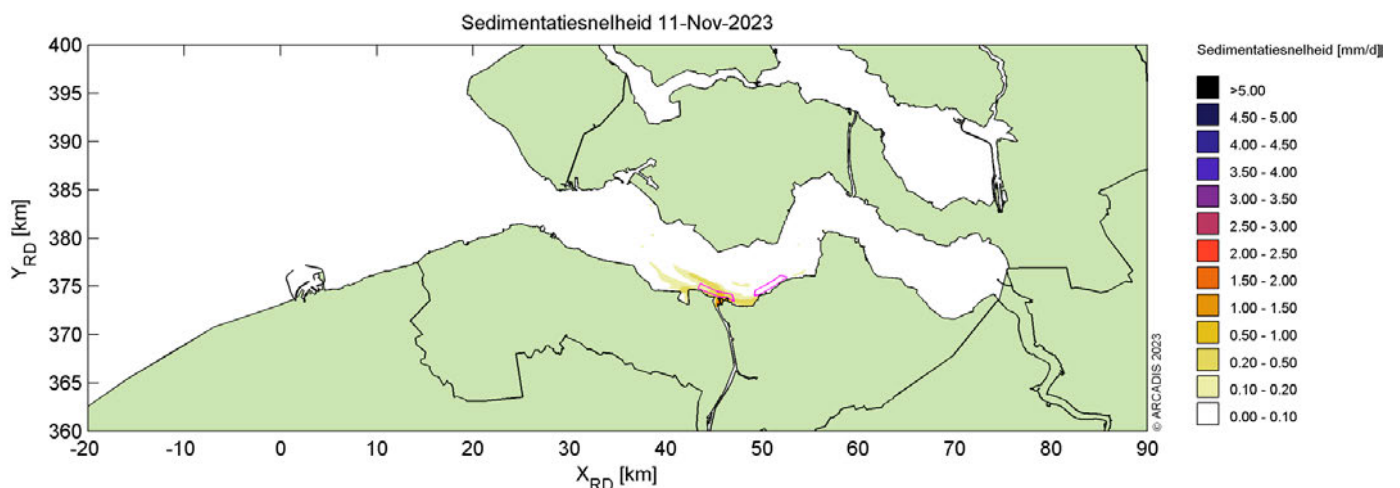 Sedimentatiesnelheid 11-Nov-2023
400
395
390
385
380
375
370
365
360
Y_RD [km]
-20 -10 0 10 20 30 40 50 60 70 80 90
X_RD [km]
© ARCADIS 2023
Sedimentatiesnelheid [mm/d]
>5.00
4.50 - 5.00
4.00 - 4.50
3.50 - 4.00
3.00 - 3.50
2.50 - 3.00
2.00 - 2.50
1.50 - 2.00
1.00 - 1.50
0.50 - 1.00
0.20 - 0.50
0.10 - 0.20
0.00 - 0.10